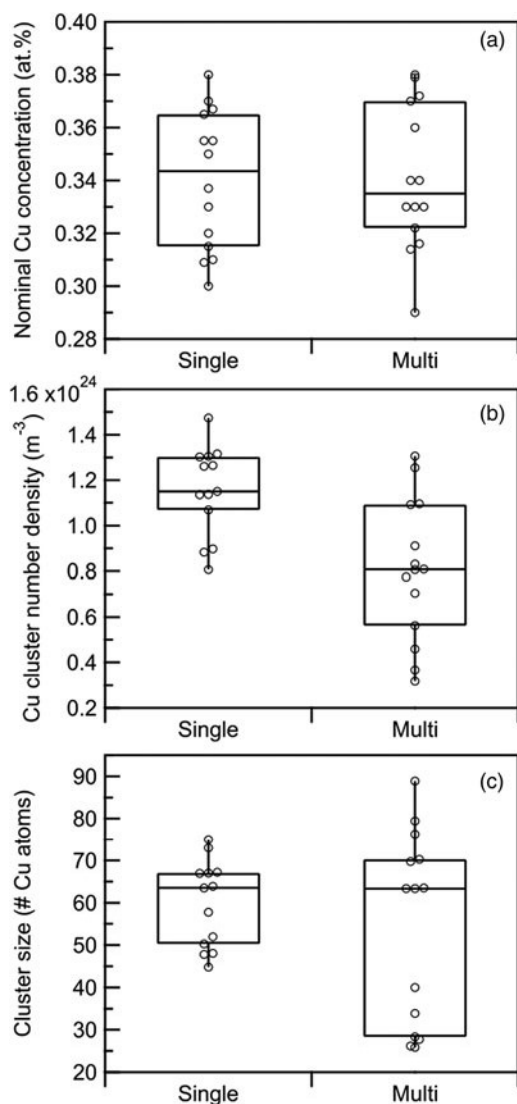 Nominal Cu concentration (at.%)
0.40
0.38
0.36
0.34
0.32
0.30
0.28
(a)
Single
Multi
Cu cluster number density (m⁻³)
1.6 x10²⁴
1.4
1.2
1.0
0.8
0.6
0.4
0.2
(b)
Single
Multi
Cluster size (# Cu atoms)
90
80
70
60
50
40
30
20
(c)
Single
Multi